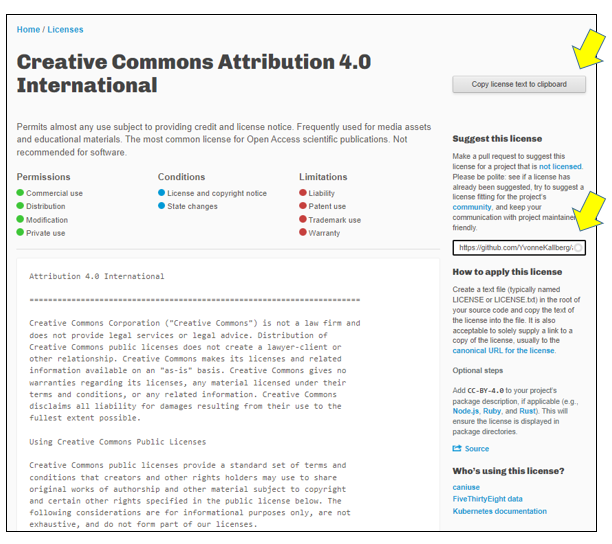 Home / Licenses
Creative Commons Attribution 4.0
International
Copy license text to clipboard
Permits almost any use subject to providing credit and license notice. Frequently used for media assets
and educational materials. The most common license for Open Access scientific publications. Not
recommended for software.
Permissions
Commercial use
Distribution
Modification
Private use
Conditions
License and copyright notice
State changes
Limitations
Liability
Patent use
Trademark use
Warranty
Attribution 4.0 International
=======================================================================
Creative Commons Corporation ("Creative Commons") is not a law firm and
does not provide legal services or legal advice. Distribution of
Creative Commons public licenses does not create a lawyer-client or
other relationship. Creative Commons makes its licenses and related
information available on an "as-is" basis. Creative Commons gives no
warranties regarding its licenses, any material licensed under their
terms and conditions, or any related information. Creative Commons
disclaims all liability for damages resulting from their use to the
fullest extent possible.
Using Creative Commons Public Licenses
Creative Commons public licenses provide a standard set of terms and
conditions that creators and other rights holders may use to share
original works of authorship and other material subject to copyright
and certain other rights specified in the public license below. The
following considerations are for informational purposes only, are not
exhaustive, and do not form part of our licenses.
Suggest this license
Make a pull request to suggest this
license for a project that is not licensed.
Please be polite: see if a license has
already been suggested, try to suggest a
license fitting for the project's
community, and keep your
communication with project maintainers
friendly.
https://github.com/YvonneKallberg/
How to apply this license
Create a text file (typically named
LICENSE or LICENSE.txt) in the root of
your source code and copy the text of
the license into the file. It is also
acceptable to solely supply a link to a
copy of the license, usually to the
canonical URL for the license.
Optional steps
Add CC-BY-4.0 to your project's
package description, if applicable (e.g.,
Node.js, Ruby, and Rust). This will
ensure the license is displayed in
package directories.
Source
Who's using this license?
caniuse
FiveThirtyEight data
Kubernetes documentation